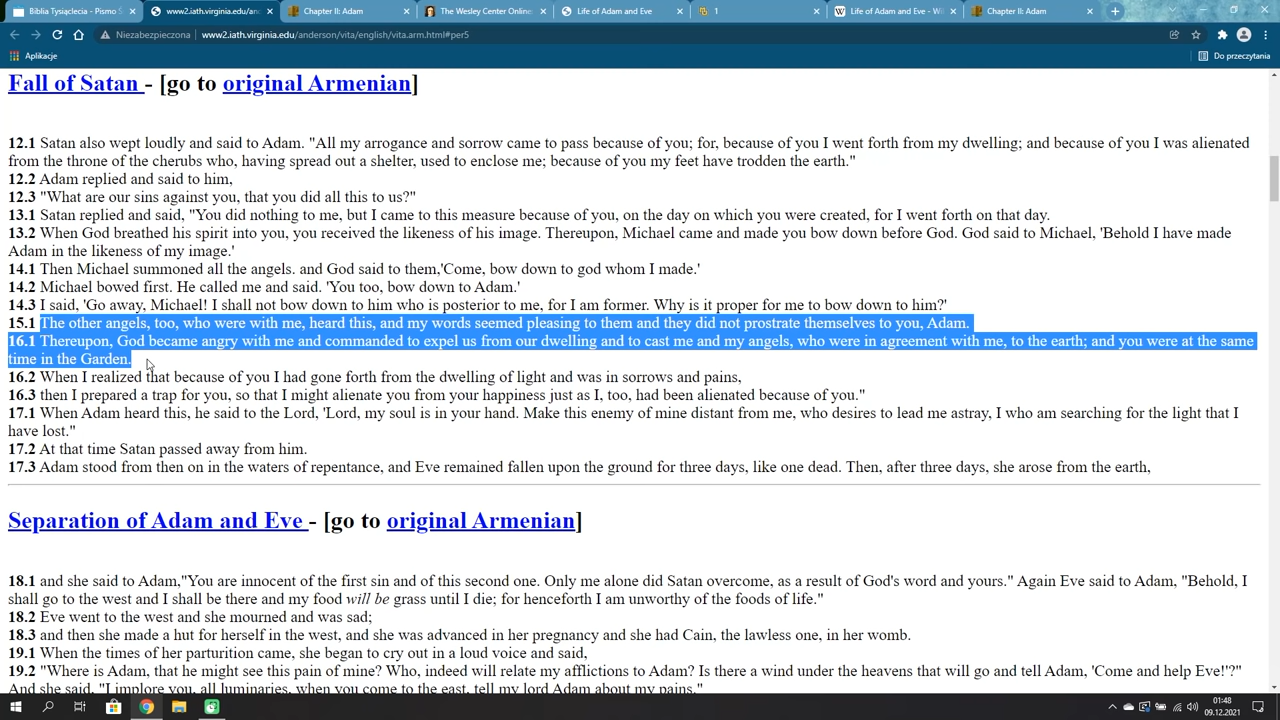 Biblia Tysiąclecia - Pismo Ś
www2.iath.virginia.edu/and
Chapter II: Adam
The Wesley Center Online:
Life of Adam and Eve
1
Life of Adam and Eve - Wi
Chapter II: Adam
Niezabezpieczona | www2.iath.virginia.edu/anderson/vita/english/vita.arm.html#per5
Aplikacje
Do przeczytania
Fall of Satan - [go to original Armenian]
12.1 Satan also wept loudly and said to Adam. "All my arrogance and sorrow came to pass because of you; for, because of you I went forth from my dwelling; and because of you I was alienated
from the throne of the cherubs who, having spread out a shelter, used to enclose me; because of you my feet have trodden the earth."
12.2 Adam replied and said to him,
12.3 "What are our sins against you, that you did all this to us?"
13.1 Satan replied and said, "You did nothing to me, but I came to this measure because of you, on the day on which you were created, for I went forth on that day.
13.2 When God breathed his spirit into you, you received the likeness of his image. Thereupon, Michael came and made you bow down before God. God said to Michael, 'Behold I have made
Adam in the likeness of my image.'
14.1 Then Michael summoned all the angels. and God said to them,'Come, bow down to god whom I made.'
14.2 Michael bowed first. He called me and said. 'You too, bow down to Adam.'
14.3 I said, 'Go away, Michael! I shall not bow down to him who is posterior to me, for I am former. Why is it proper for me to bow down to him?'
15.1 The other angels, too, who were with me, heard this, and my words seemed pleasing to them and they did not prostrate themselves to you, Adam.
16.1 Thereupon, God became angry with me and commanded to expel us from our dwelling and to cast me and my angels, who were in agreement with me, to the earth; and you were at the same
time in the Garden.
16.2 When I realized that because of you I had gone forth from the dwelling of light and was in sorrows and pains,
16.3 then I prepared a trap for you, so that I might alienate you from your happiness just as I, too, had been alienated because of you."
17.1 When Adam heard this, he said to the Lord, 'Lord, my soul is in your hand. Make this enemy of mine distant from me, who desires to lead me astray, I who am searching for the light that I
have lost."
17.2 At that time Satan passed away from him.
17.3 Adam stood from then on in the waters of repentance, and Eve remained fallen upon the ground for three days, like one dead. Then, after three days, she arose from the earth,
Separation of Adam and Eve - [go to original Armenian]
18.1 and she said to Adam,"You are innocent of the first sin and of this second one. Only me alone did Satan overcome, as a result of God's word and yours." Again Eve said to Adam, "Behold, I
shall go to the west and I shall be there and my food will be grass until I die; for henceforth I am unworthy of the foods of life."
18.2 Eve went to the west and she mourned and was sad;
18.3 and then she made a hut for herself in the west, and she was advanced in her pregnancy and she had Cain, the lawless one, in her womb.
19.1 When the times of her parturition came, she began to cry out in a loud voice and said,
19.2 "Where is Adam, that he might see this pain of mine? Who, indeed will relate my afflictions to Adam? Is there a wind under the heavens that will go and tell Adam, 'Come and help Eve!'?"
And she said, "I implore you, all luminaries, when you come to the east, tell my lord Adam about my pains."
01:48
09.12.2021